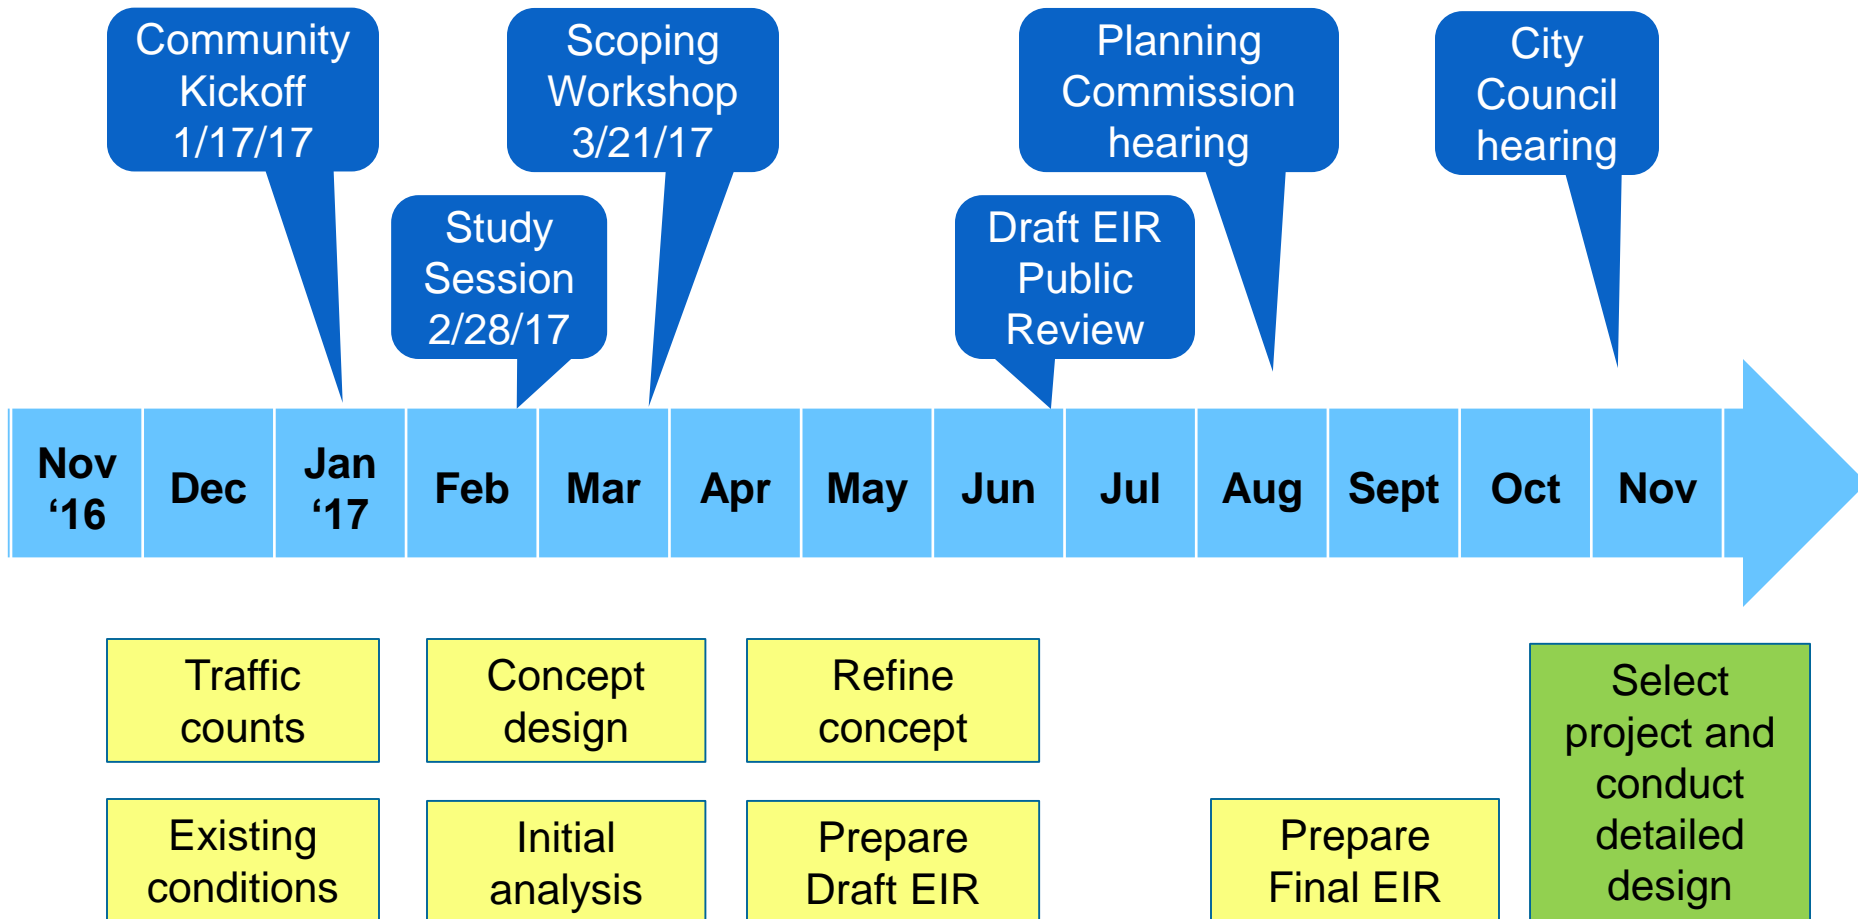 Community
Kickoff
1/17/17
Scoping
Workshop
3/21/17
Planning
Commission
hearing
City
Council
hearing
Study
Session
2/28/17
Draft EIR
Public
Review
Nov
‘16
Dec
Jan
‘17
Feb
Mar
Apr
May
Jun
Jul
Aug
Sept
Oct
Nov
Traffic
counts
Concept
design
Refine
concept
Select
project and
conduct
detailed
design
Existing
conditions
Initial
analysis
Prepare
Draft EIR
Prepare
Final EIR